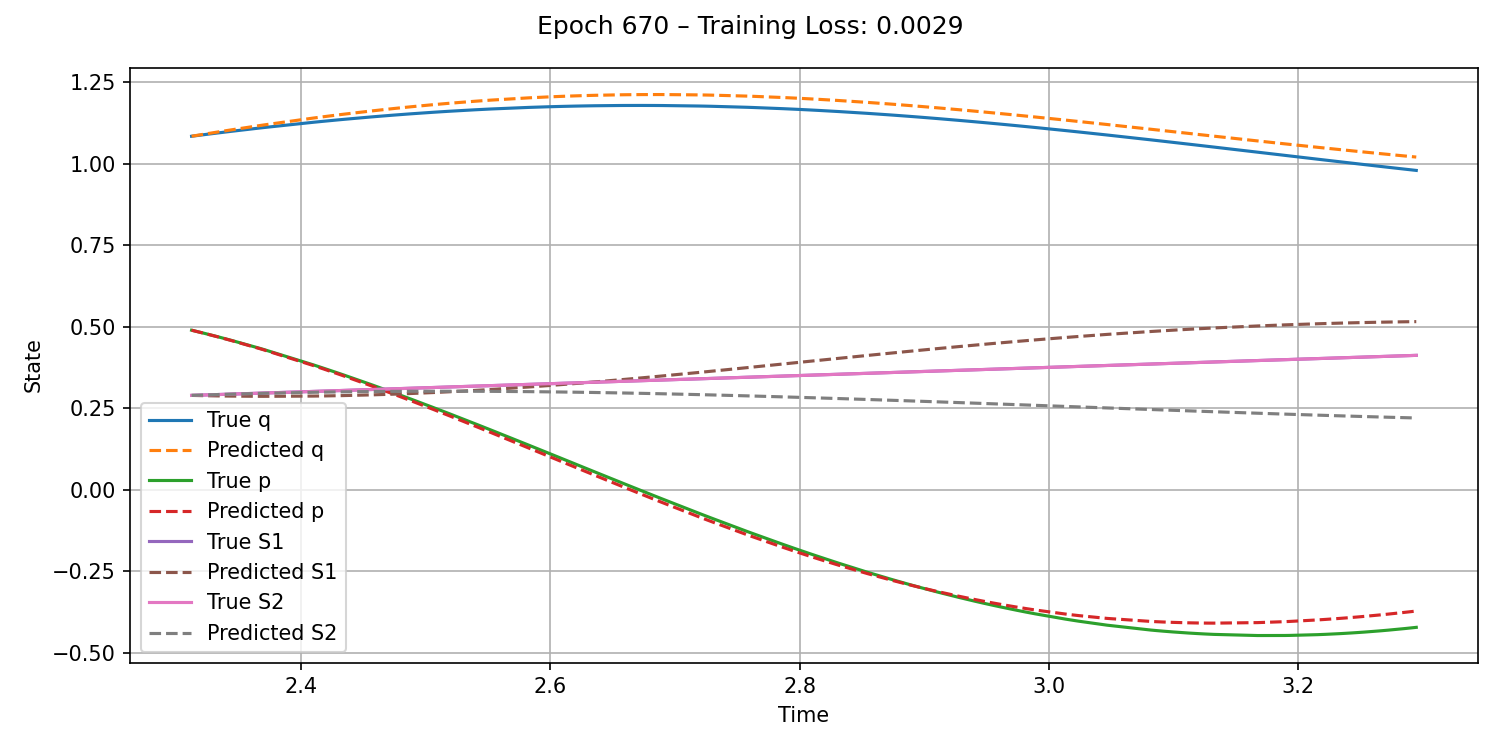 Epoch 670 – Training Loss: 0.0029
1.25
1.00
0.75
0.50
0.25
0.00
−0.25
−0.50
State
True q
Predicted q
True p
Predicted p
True S1
Predicted S1
True S2
Predicted S2
2.4 2.6 2.8 3.0 3.2
Time